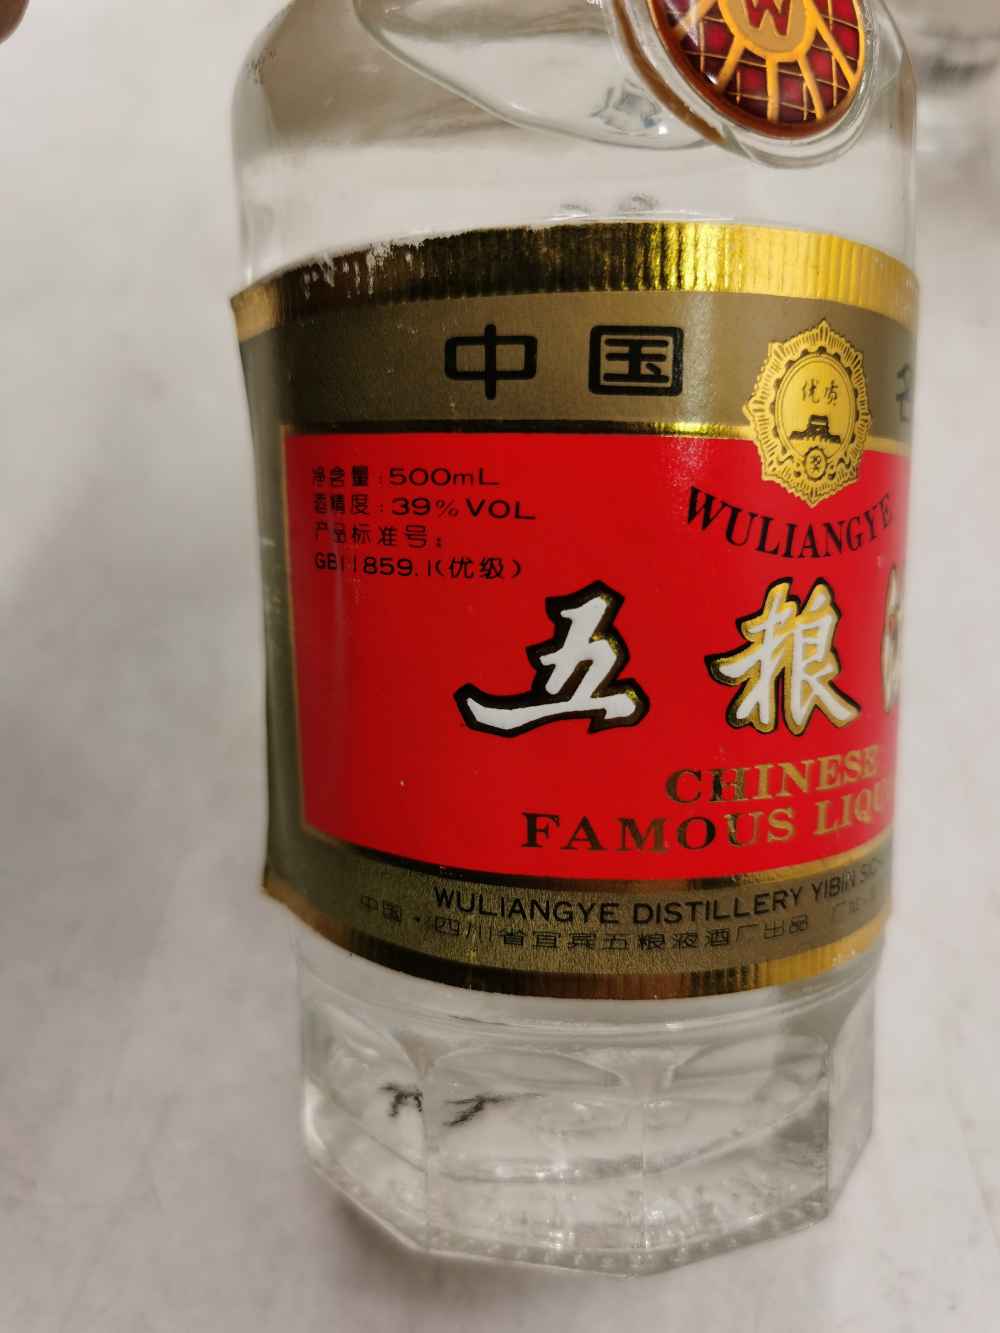 W
中国
优质
奖
净含量：500mL
酒精度：39%VOL
产品标准号：
GB11859.1(优级)
WULIANGYE
五粮
CHINESE
FAMOUS
WULIANGYE DISTILLERY YIBIN
中国·四川省宜宾五粮液酒厂出品